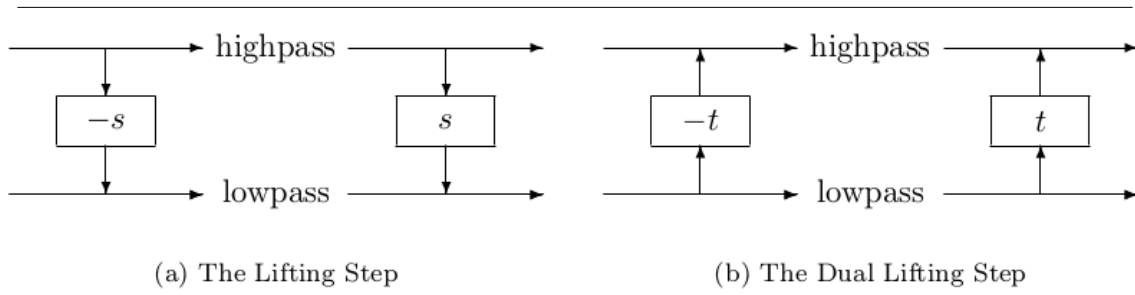 highpass highpass
−s s −t t
lowpass lowpass
(a) The Lifting Step (b) The Dual Lifting Step